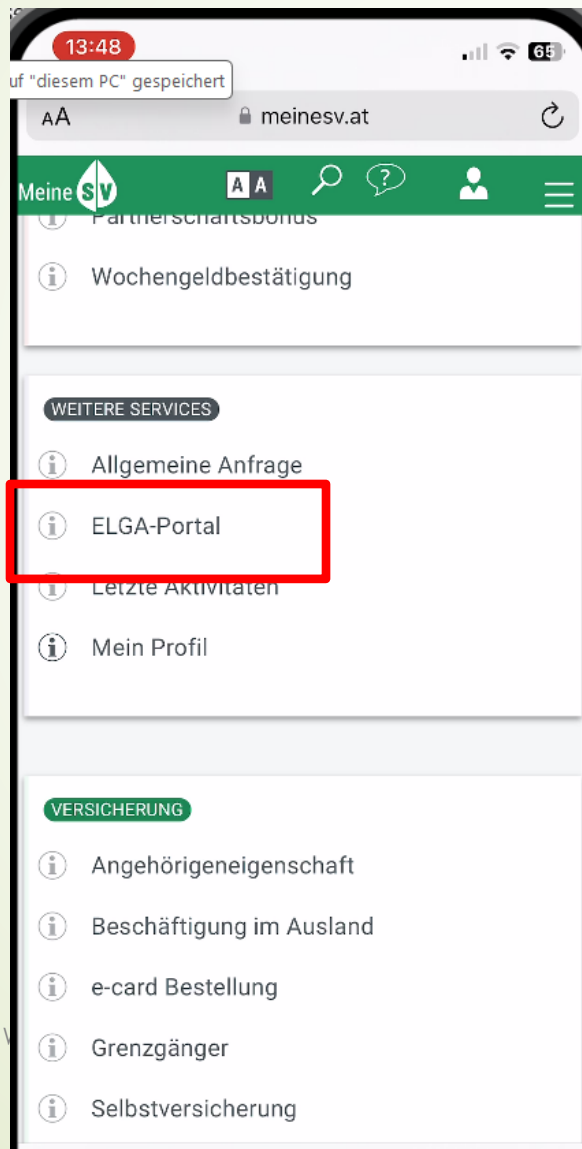 13:48
65
uf "diesem PC" gespeichert
AA
meinesv.at
Meine SV
A A
?
Partnerschaftsbonus
Wochengeldbestätigung
WEITERE SERVICES
Allgemeine Anfrage
ELGA-Portal
Letzte Aktivitäten
Mein Profil
VERSICHERUNG
Angehörigeneigenschaft
Beschäftigung im Ausland
e-card Bestellung
Grenzgänger
Selbstversicherung